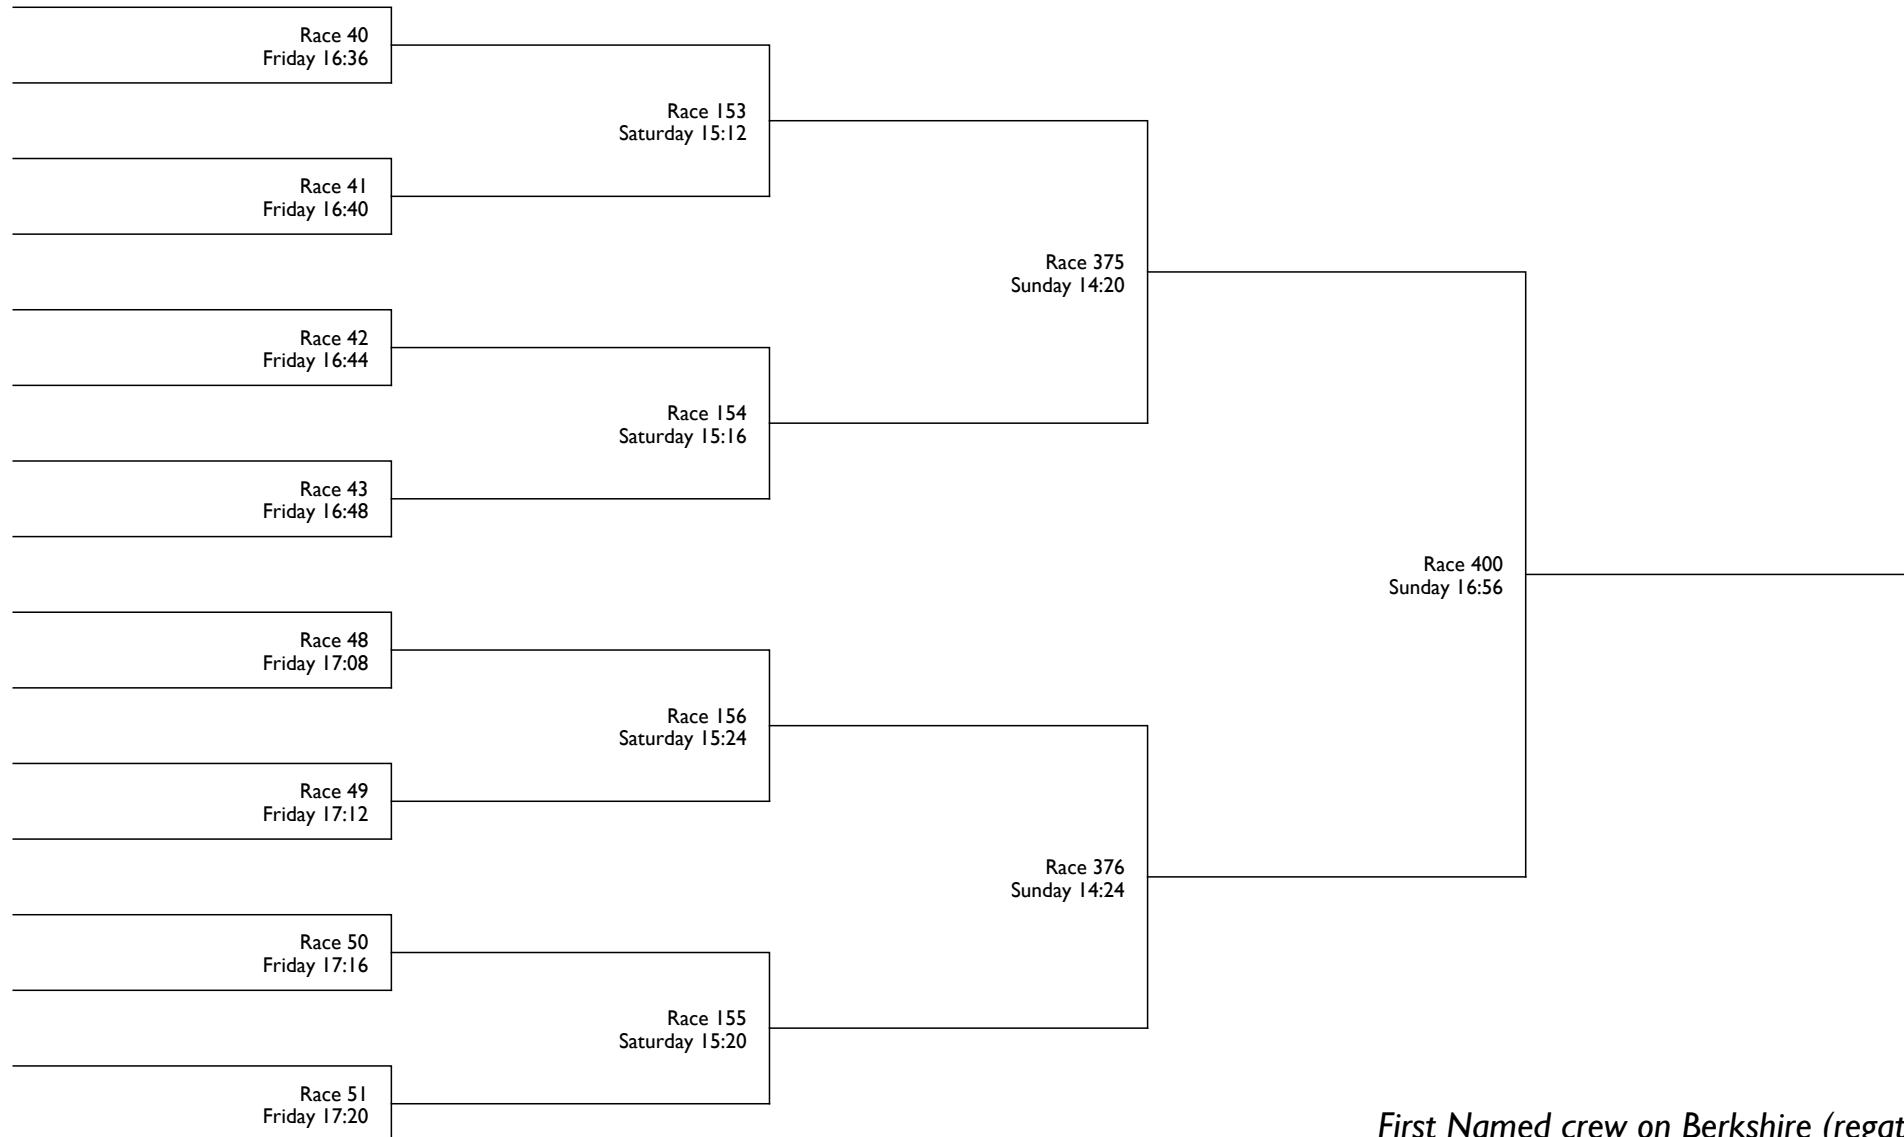 Race 40
Friday 16:36
Race 153
Saturday 15:12
Race 41
Friday 16:40
Race 375
Sunday 14:20
Race 42
Friday 16:44
Race 154
Saturday 15:16
Race 43
Friday 16:48
Race 400
Sunday 16:56
Race 48
Friday 17:08
Race 156
Saturday 15:24
Race 49
Friday 17:12
Race 376
Sunday 14:24
Race 50
Friday 17:16
Race 155
Saturday 15:20
Race 51
Friday 17:20
First Named crew on Berkshire (regat